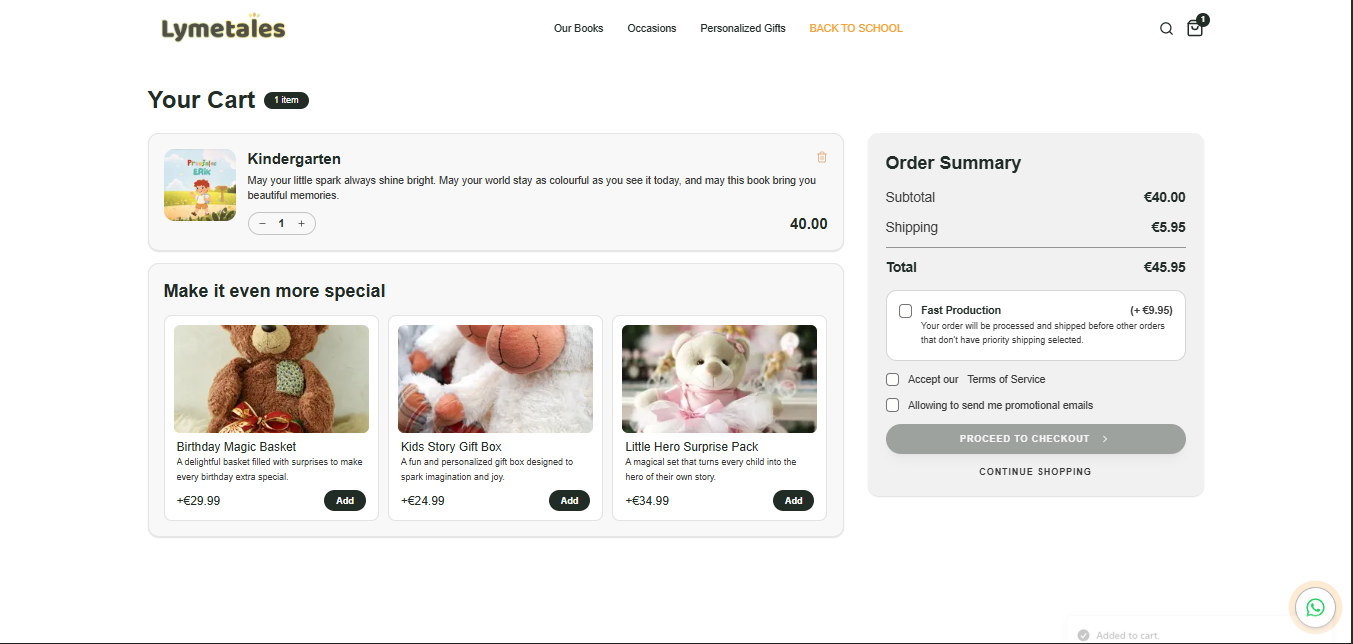 Lymetales
Our Books
Occasions
Personalized Gifts
BACK TO SCHOOL
1
Your Cart
1 item
ERIK
Kindergarten
May your little spark always shine bright. May your world stay as colourful as you see it today, and may this book bring you
beautiful memories.
− 1 +
40.00
Make it even more special
Birthday Magic Basket
A delightful basket filled with surprises to make
every birthday extra special.
+€29.99
Add
Kids Story Gift Box
A fun and personalized gift box designed to
spark imagination and joy.
+€24.99
Add
Little Hero Surprise Pack
A magical set that turns every child into the
hero of their own story.
+€34.99
Add
Order Summary
Subtotal €40.00
Shipping €5.95
Total €45.95
Fast Production (+ €9.95)
Your order will be processed and shipped before other orders
that don't have priority shipping selected.
Accept our Terms of Service
Allowing to send me promotional emails
PROCEED TO CHECKOUT >
CONTINUE SHOPPING
Added to cart.